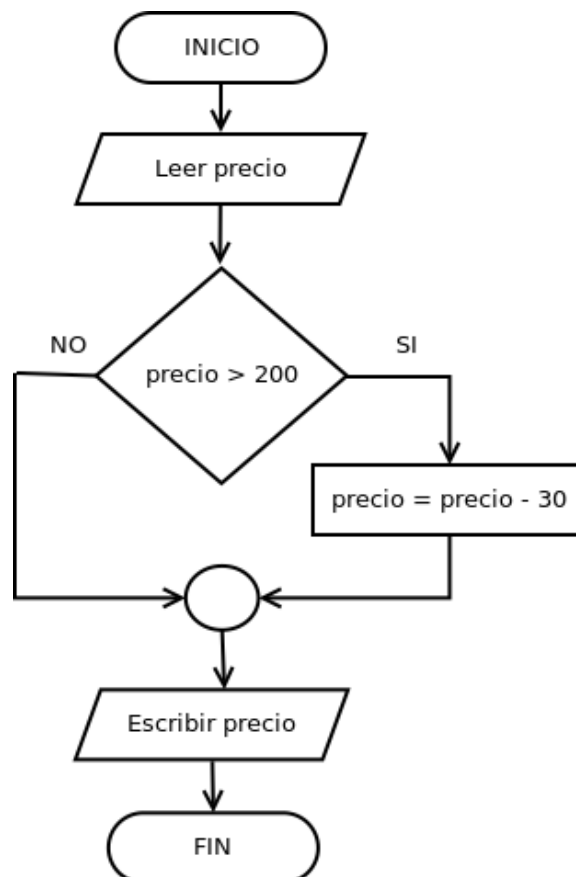 INICIO
Leer precio
NO
SI
precio > 200
precio = precio - 30
Escribir precio
FIN